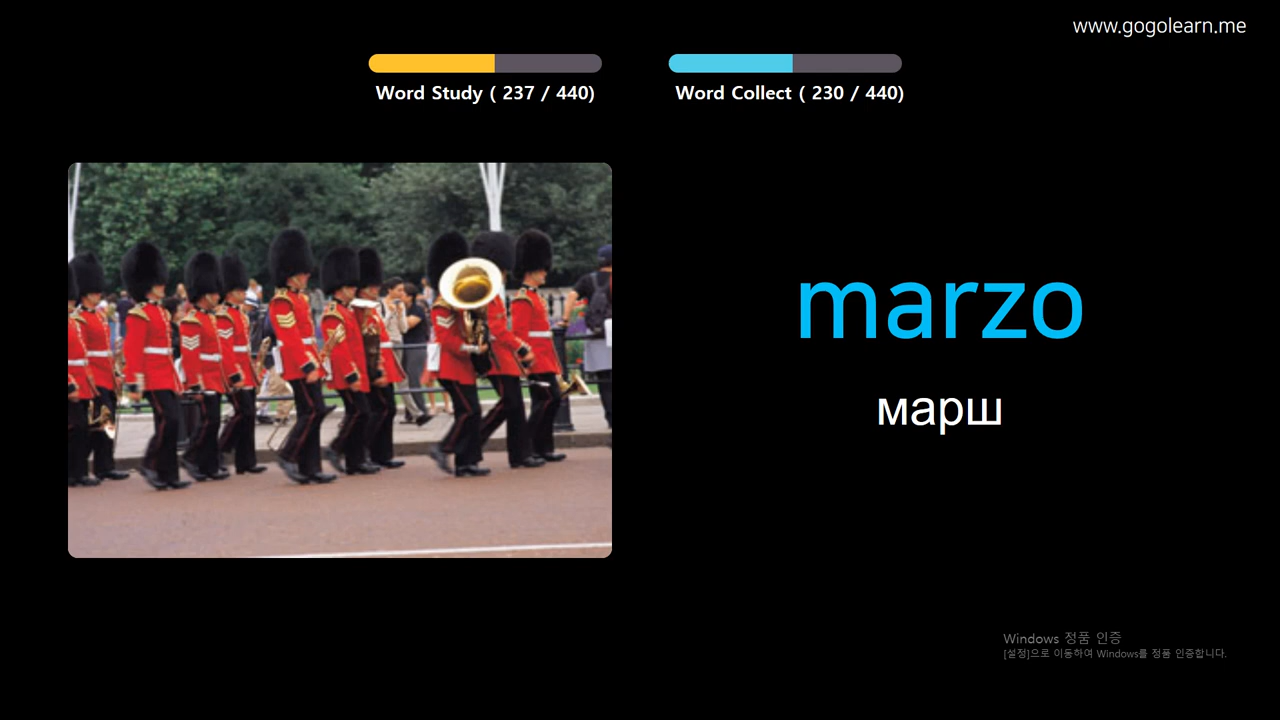 www.gogolearn.me
Word Study ( 237 / 440)
Word Collect ( 230 / 440)
marzo
марш
Windows 정품 인증
[설정]으로 이동하여 Windows를 정품 인증합니다.